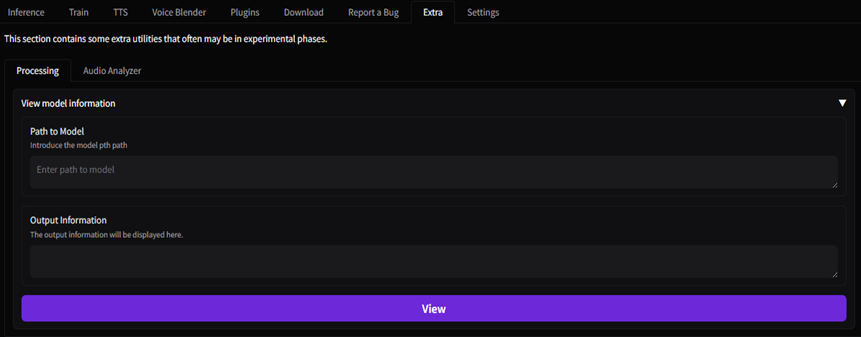 Inference Train TTS Voice Blender Plugins Download Report a Bug Extra Settings
This section contains some extra utilities that often may be in experimental phases.
Processing Audio Analyzer
View model information
Path to Model
Introduce the model pth path
Enter path to model
Output Information
The output information will be displayed here.
View